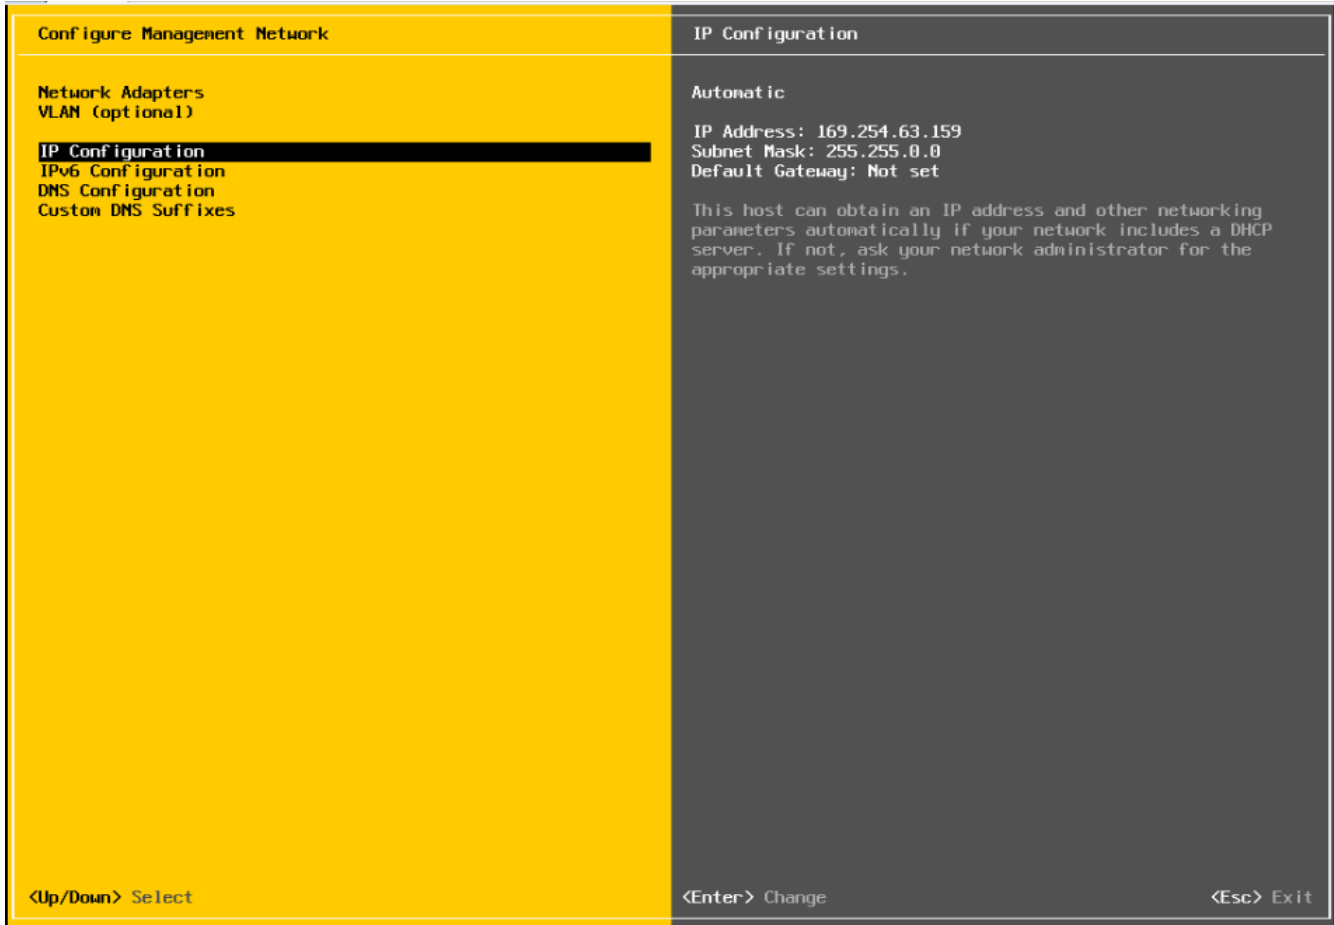 Configure Management Network
Network Adapters
VLAN (optional)
IP Configuration
IPv6 Configuration
DNS Configuration
Custom DNS Suffixes
<Up/Down> Select
IP Configuration
Automatic
IP Address: 169.254.63.159
Subnet Mask: 255.255.0.0
Default Gateway: Not set
This host can obtain an IP address and other networking
parameters automatically if your network includes a DHCP
server. If not, ask your network administrator for the
appropriate settings.
<Enter> Change
<Esc> Exit